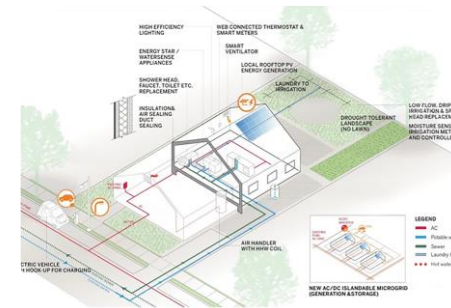 HIGH EFFICIENCY
LIGHTING
WEB CONNECTED THERMOSTAT &
SMART METERS
ENERGY STAR /
WATERSENSE
APPLIANCES
SMART
VENTILATOR
LOCAL ROOFTOP PV
ENERGY GENERATION
SHOWER HEAD,
FAUCET, TOILET ETC.
REPLACEMENT
LAUNDRY TO
IRRIGATION
INSULATION&
AIR SEALING
DUCT
SEALING
DROUGHT TOLERANT
LANDSCAPE
(NO LAWN)
LOW FLOW, DRIP
IRRIGATION & SP
HEAD REPLACEM
MOISTURE SENS
IRRIGATION MET
AND CONTROLLE
AIR HANDLER
WITH HHW COIL
CTRIC VEHICLE
H HOOK-UP FOR CHARGING
LEGEND
AC
Potable w
Sewer
Laundry
Hot wate
NEW AC/DC ISLANDABLE MICROGRID
(GENERATION &STORAGE)